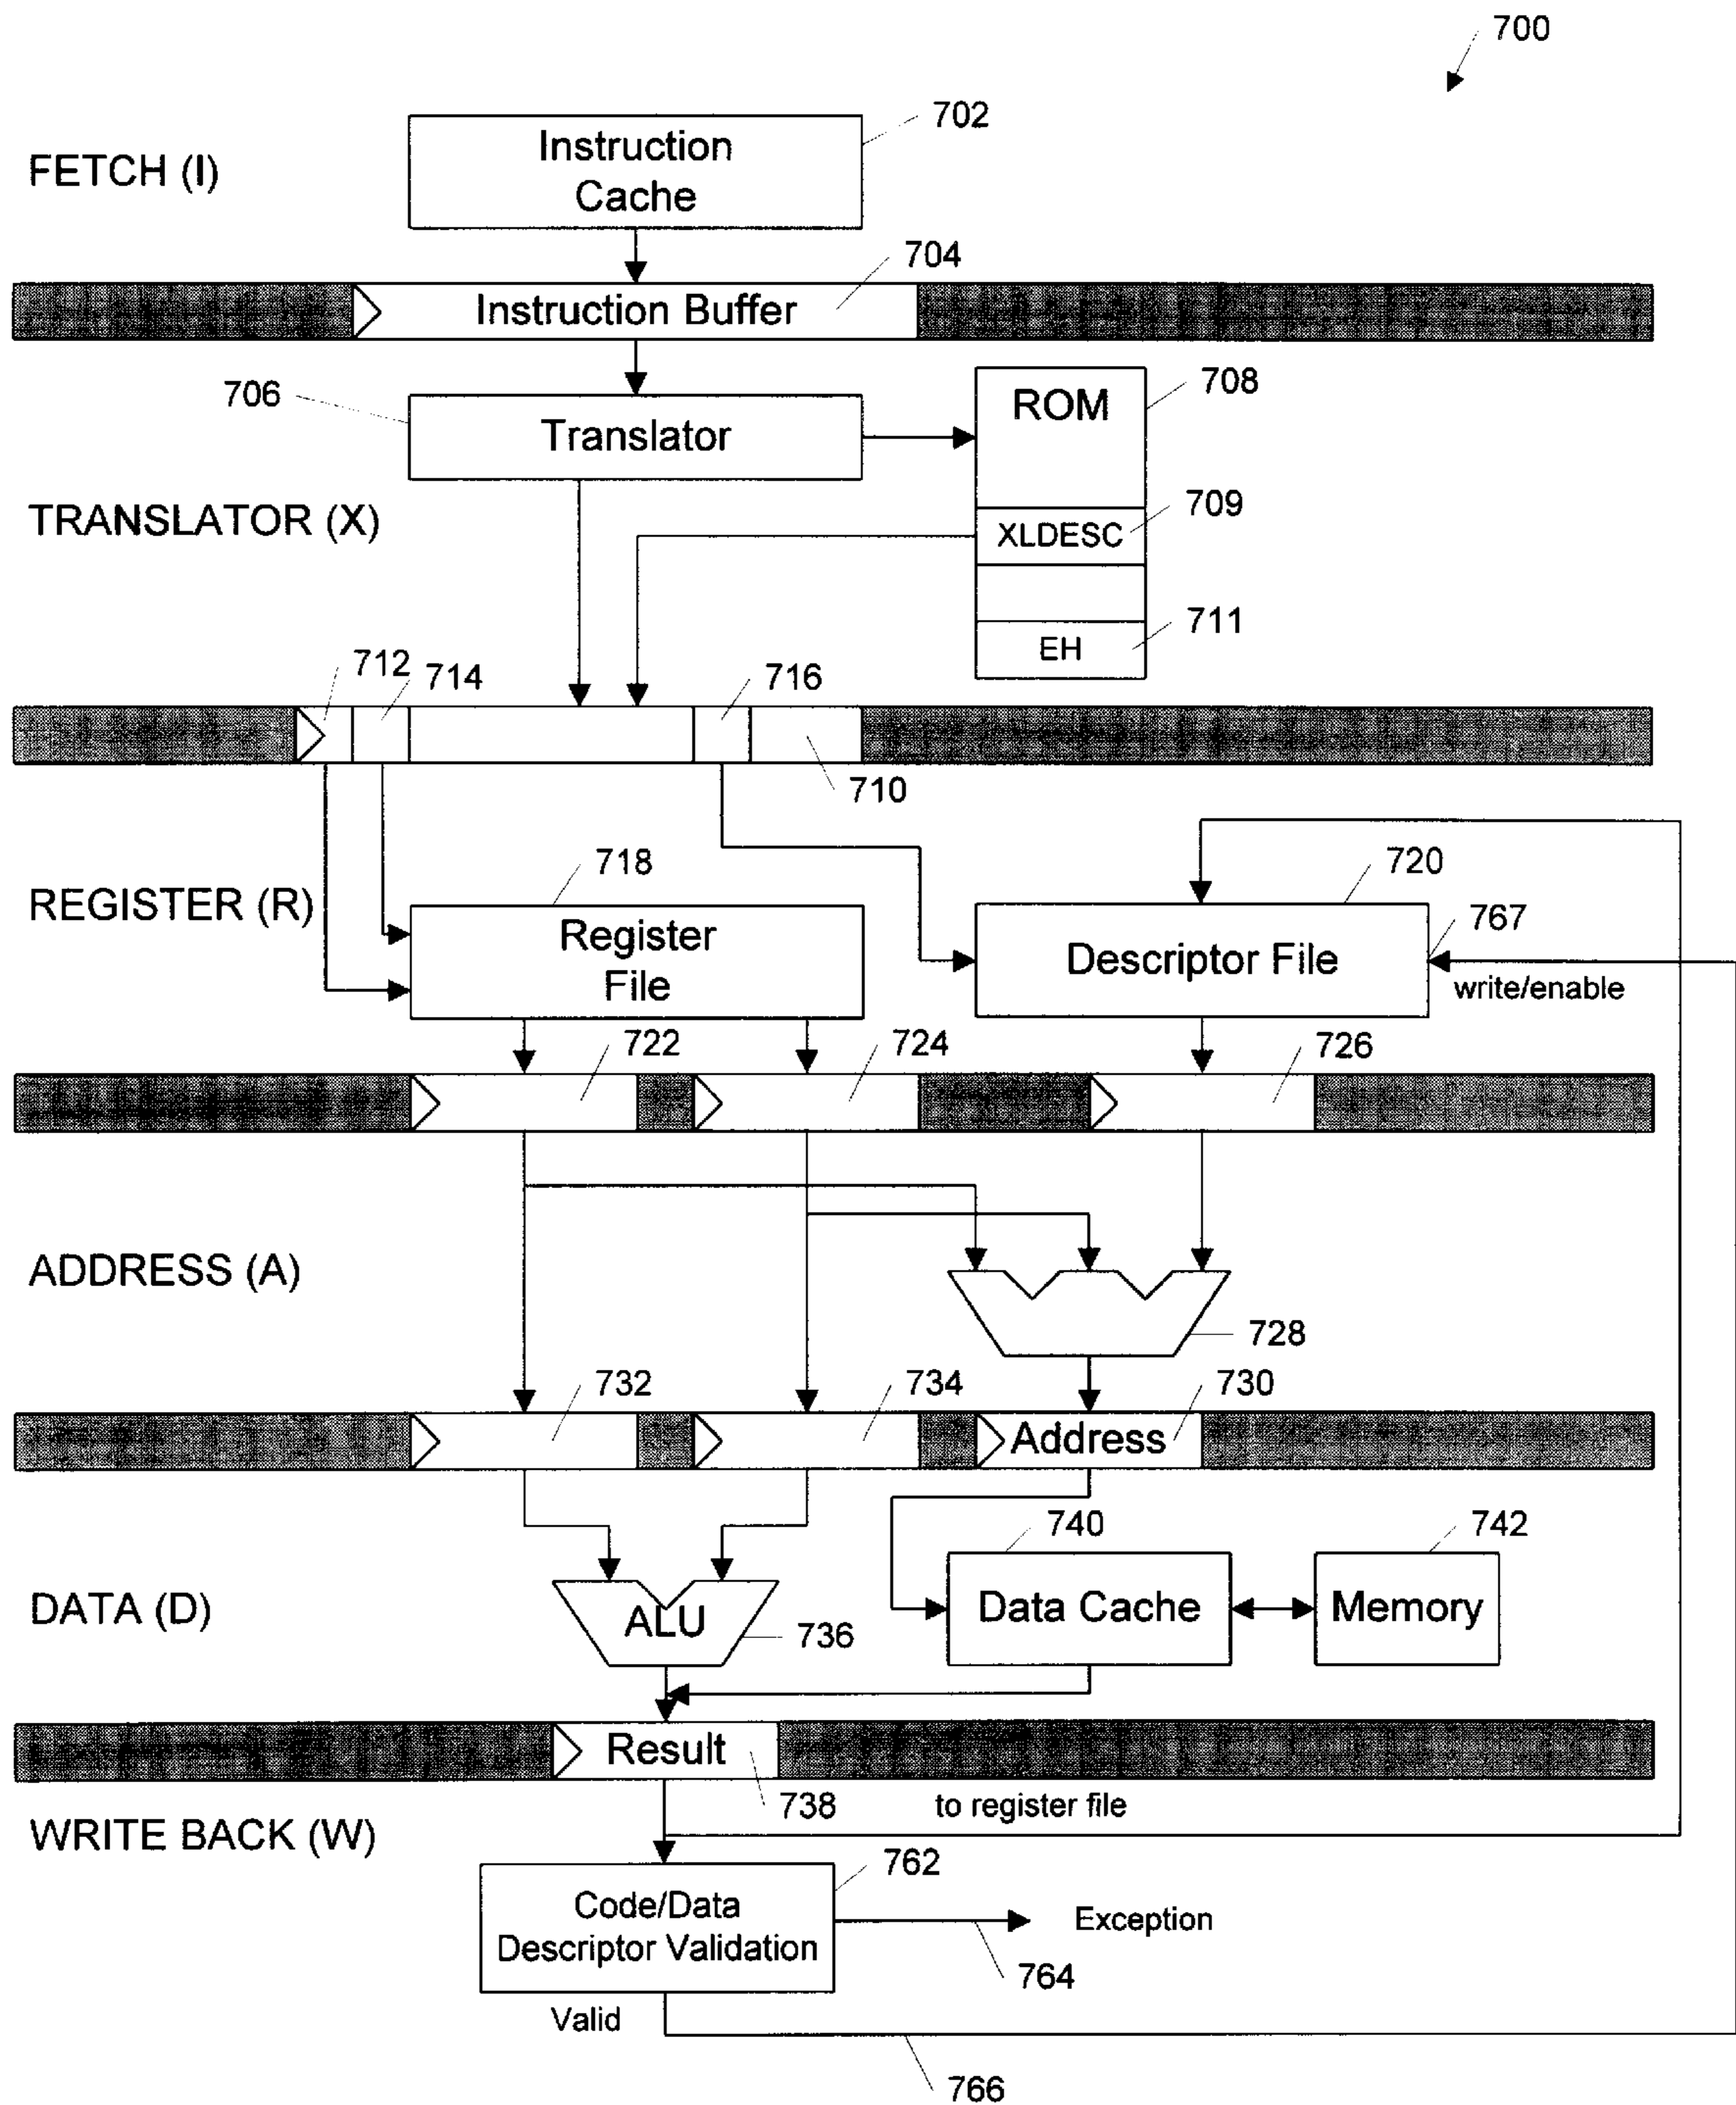 700
702
Instruction
Cache
FETCH (I)
704
Instruction Buffer
706
Translator
708
ROM
TRANSLATOR (X)
709
XLDESC
711
EH
712
714
716
710
REGISTER (R)
718
Register
File
720
Descriptor File
767
write/enable
722
724
726
ADDRESS (A)
728
732
734
730
Address
740
742
DATA (D)
ALU
736
Data Cache
Memory
Result
738
to register file
WRITE BACK (W)
762
Code/Data
Descriptor Validation
Exception
764
Valid
766